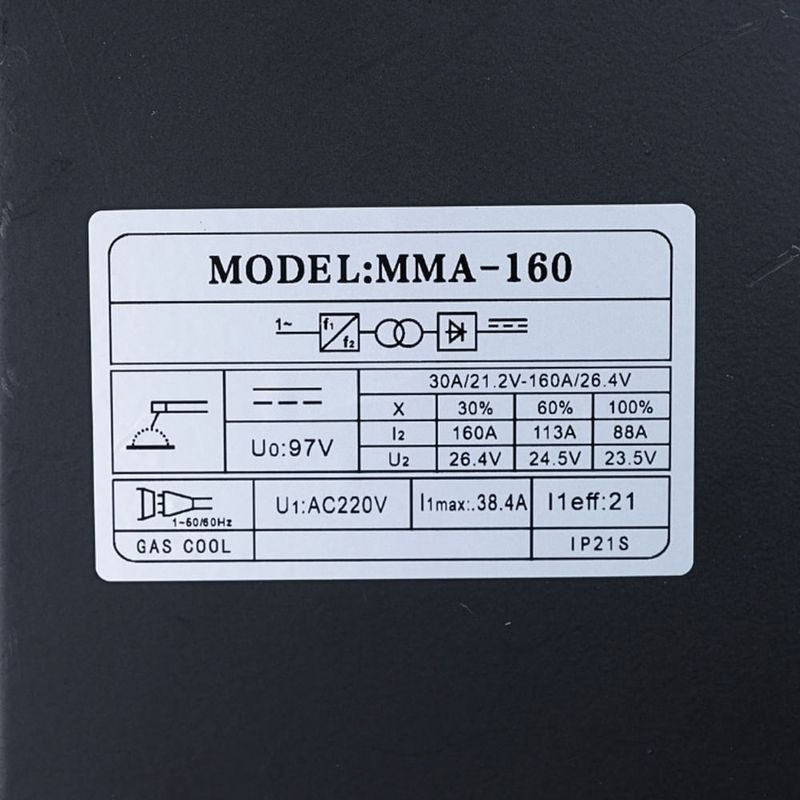 MODEL:MMA-160
1~ f1 f2
30A/21.2V-160A/26.4V
X 30% 60% 100%
U0:97V
I2 160A 113A 88A
U2 26.4V 24.5V 23.5V
1~50/60Hz
U1:AC220V I1max:.38.4A I1eff:21
GAS COOL IP21S